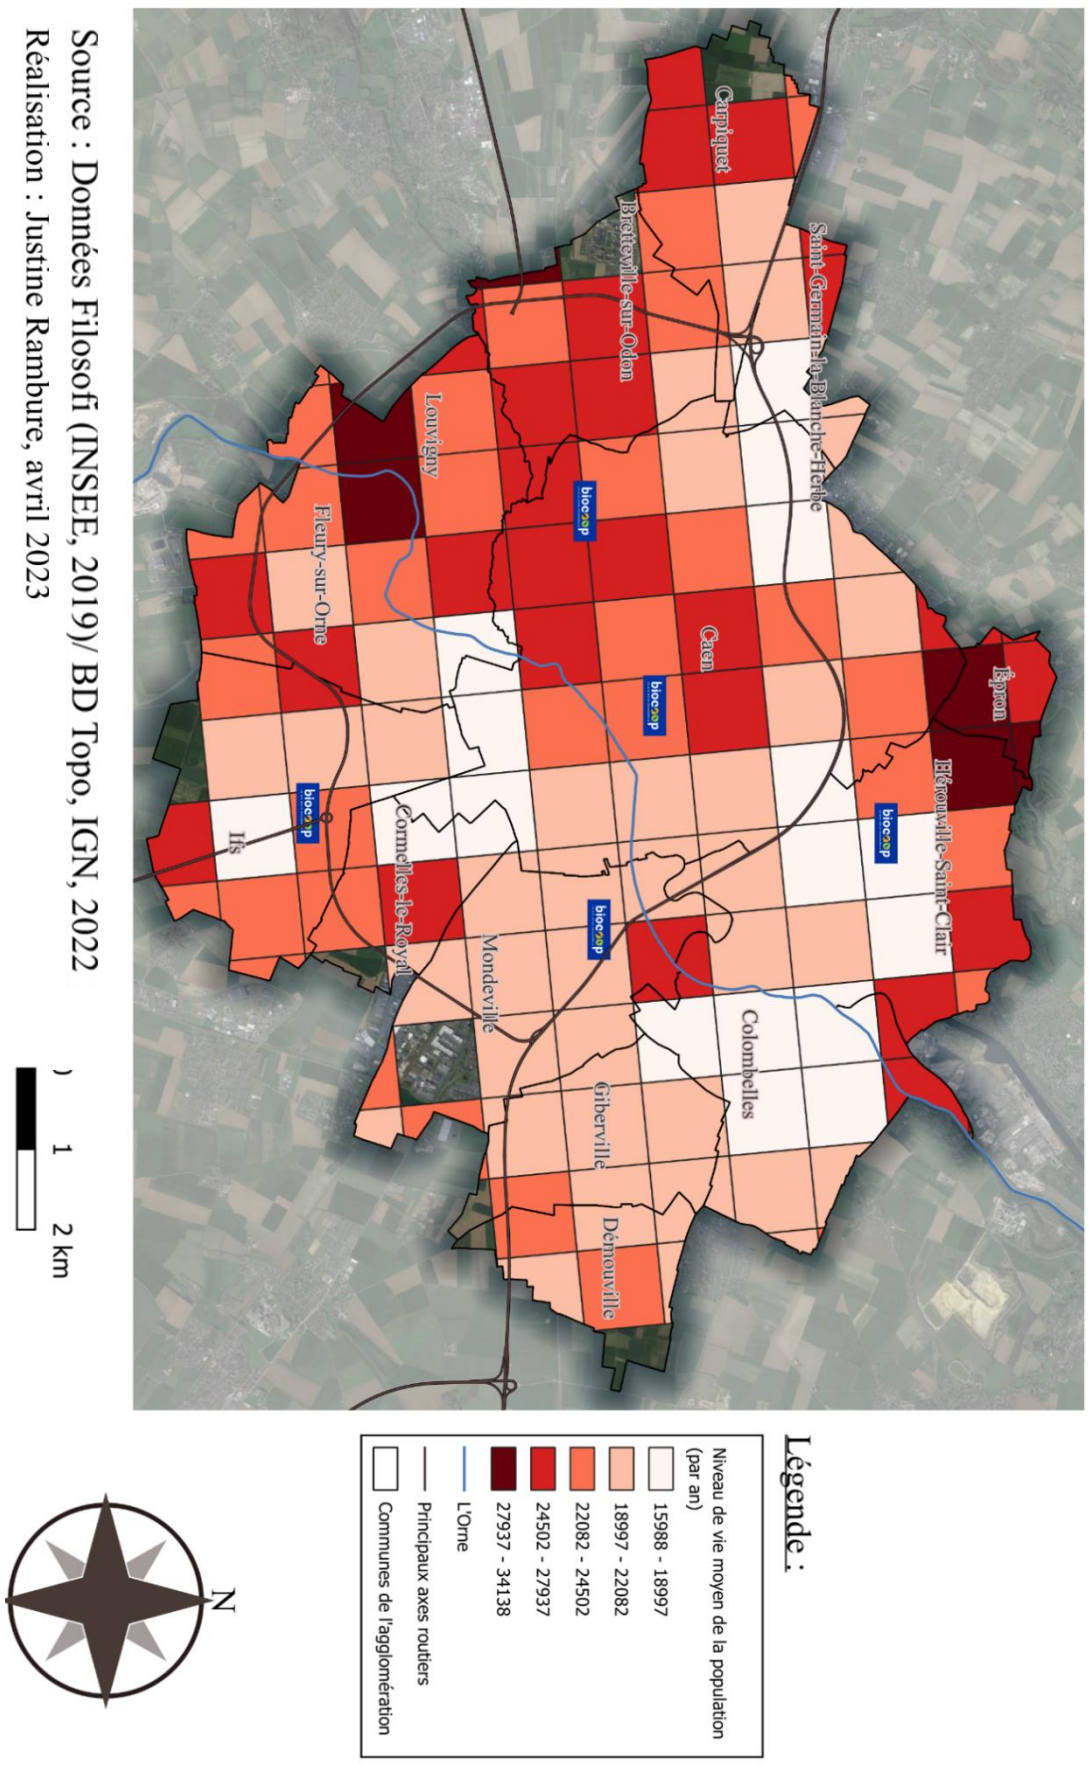 Carpiquet
Saint-Germain-la-Blanche-Herbe
Bretteville-sur-Odon
Louvigny
Fleury-sur-Orne
Caen
Épron
Hérouville-Saint-Clair
Ifs
Cormelles-le-Royal
Mondeville
Colombelles
Giberville
Démouville
biocoop
biocoop
biocoop
biocoop
biocoop
Légende :
Niveau de vie moyen de la population
(par an)
15988 - 18997
18997 - 22082
22082 - 24502
24502 - 27937
27937 - 34138
L'Orne
Principaux axes routiers
Communes de l'agglomération
N
1 2 km
Source : Données Filosofi (INSEE, 2019)/ BD Topo, IGN, 2022
Réalisation : Justine Rambure, avril 2023